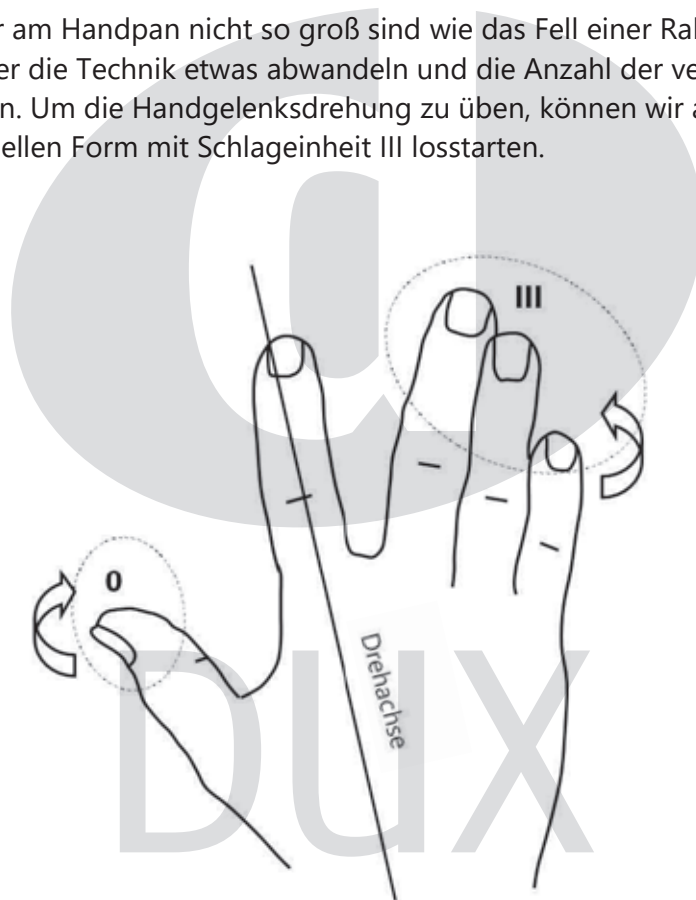 r am Handpan nicht so groß sind wie das Fell einer Ra
er die Technik etwas abwandeln und die Anzahl der ve
n. Um die Handgelenksdrehung zu üben, können wir a
ellen Form mit Schlageinheit III losstarten.
III
0
Drehachse
DUX